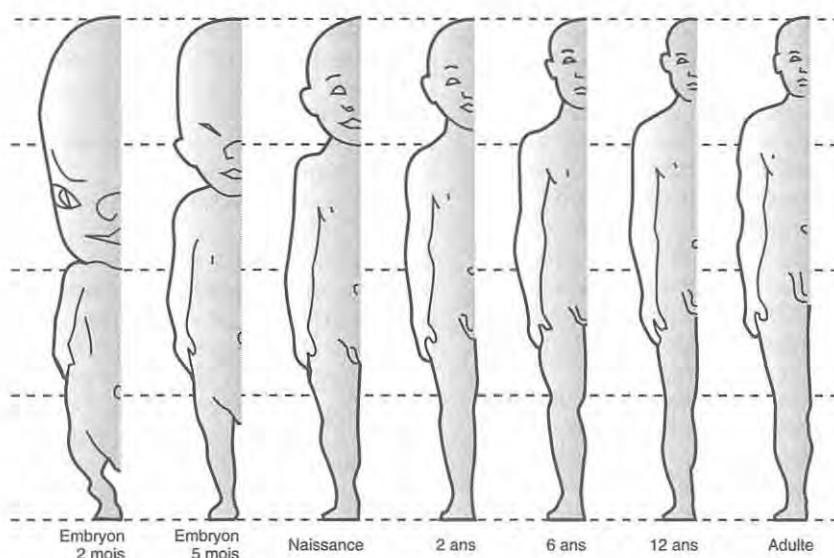 Embryon
2 mois
Embryon
5 mois
Naissance
2 ans
6 ans
12 ans
Adulte